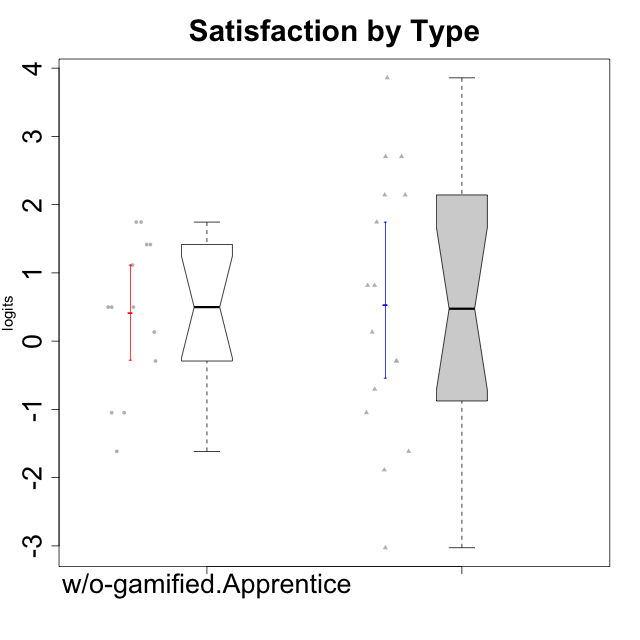 Satisfaction by Type
4
3
2
1
0
-1
-2
-3
logits
w/o-gamified.Apprentice